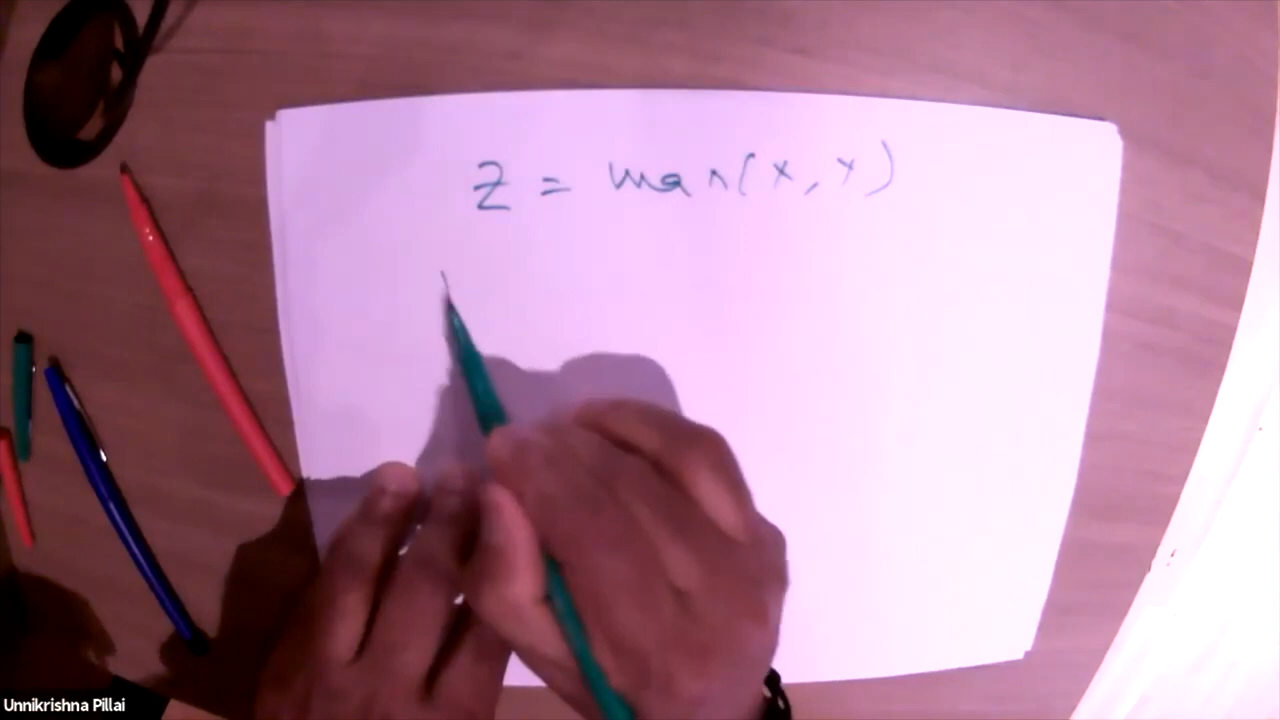 Z = max(x, y)
Unnikrishna Pillai